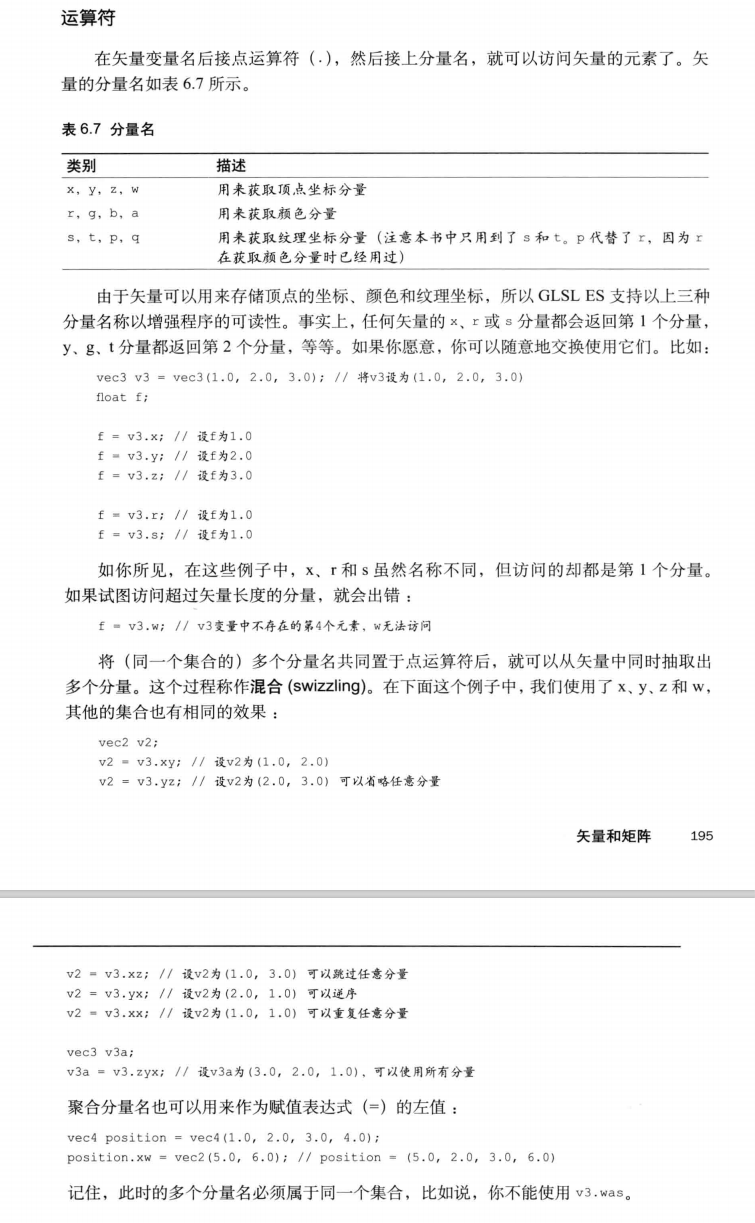 运算符
在矢量变量名后接点运算符（.），然后接上分量名，就可以访问矢量的元素了。矢
量的分量名如表 6.7 所示。
表 6.7 分量名
类别 描述
x, y, z, w 用来获取顶点坐标分量
r, g, b, a 用来获取颜色分量
s, t, p, q 用来获取纹理坐标分量（注意本书中只用到了 s 和 t。p 代替了 r，因为 r
在获取颜色分量时已经用过）
由于矢量可以用来存储顶点的坐标、颜色和纹理坐标，所以 GLSL ES 支持以上三种
分量名称以增强程序的可读性。事实上，任何矢量的 x、r 或 s 分量都会返回第 1 个分量，
y、g、t 分量都返回第 2 个分量，等等。如果你愿意，你可以随意地交换使用它们。比如：
vec3 v3 = vec3(1.0, 2.0, 3.0); // 将v3设为(1.0, 2.0, 3.0)
float f;
f = v3.x; // 设f为1.0
f = v3.y; // 设f为2.0
f = v3.z; // 设f为3.0
f = v3.r; // 设f为1.0
f = v3.s; // 设f为1.0
如你所见，在这些例子中，x、r 和 s 虽然名称不同，但访问的却都是第 1 个分量。
如果试图访问超过矢量长度的分量，就会出错：
f = v3.w; // v3变量中不存在的第4个元素，w无法访问
将（同一个集合的）多个分量名共同置于点运算符后，就可以从矢量中同时抽取出
多个分量。这个过程称作混合 (swizzling)。在下面这个例子中，我们使用了 x、y、z 和 w，
其他的集合也有相同的效果：
vec2 v2;
v2 = v3.xy; // 设v2为(1.0, 2.0)
v2 = v3.yz; // 设v2为(2.0, 3.0) 可以省略任意分量
矢量和矩阵 195
v2 = v3.xz; // 设v2为(1.0, 3.0) 可以跳过任意分量
v2 = v3.yx; // 设v2为(2.0, 1.0) 可以逆序
v2 = v3.xx; // 设v2为(1.0, 1.0) 可以重复任意分量
vec3 v3a;
v3a = v3.zyx; // 设v3a为(3.0, 2.0, 1.0)，可以使用所有分量
聚合分量名也可以用来作为赋值表达式（=）的左值：
vec4 position = vec4(1.0, 2.0, 3.0, 4.0);
position.xw = vec2(5.0, 6.0); // position = (5.0, 2.0, 3.0, 6.0)
记住，此时的多个分量名必须属于同一个集合，比如说，你不能使用 v3.was。